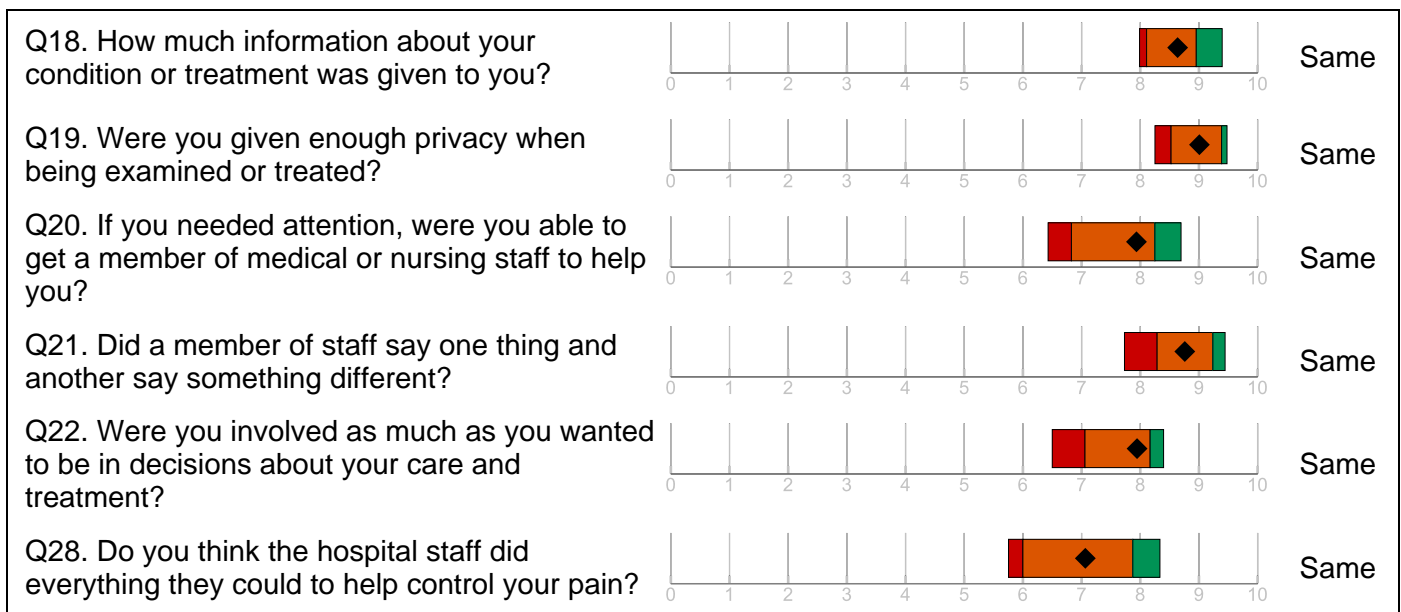 Q18. How much information about your
condition or treatment was given to you?
0 1 2 3 4 5 6 7 8 9 10
Same
Q19. Were you given enough privacy when
being examined or treated?
0 1 2 3 4 5 6 7 8 9 10
Same
Q20. If you needed attention, were you able to
get a member of medical or nursing staff to help
you?
0 1 2 3 4 5 6 7 8 9 10
Same
Q21. Did a member of staff say one thing and
another say something different?
0 1 2 3 4 5 6 7 8 9 10
Same
Q22. Were you involved as much as you wanted
to be in decisions about your care and
treatment?
0 1 2 3 4 5 6 7 8 9 10
Same
Q28. Do you think the hospital staff did
everything they could to help control your pain?
0 1 2 3 4 5 6 7 8 9 10
Same